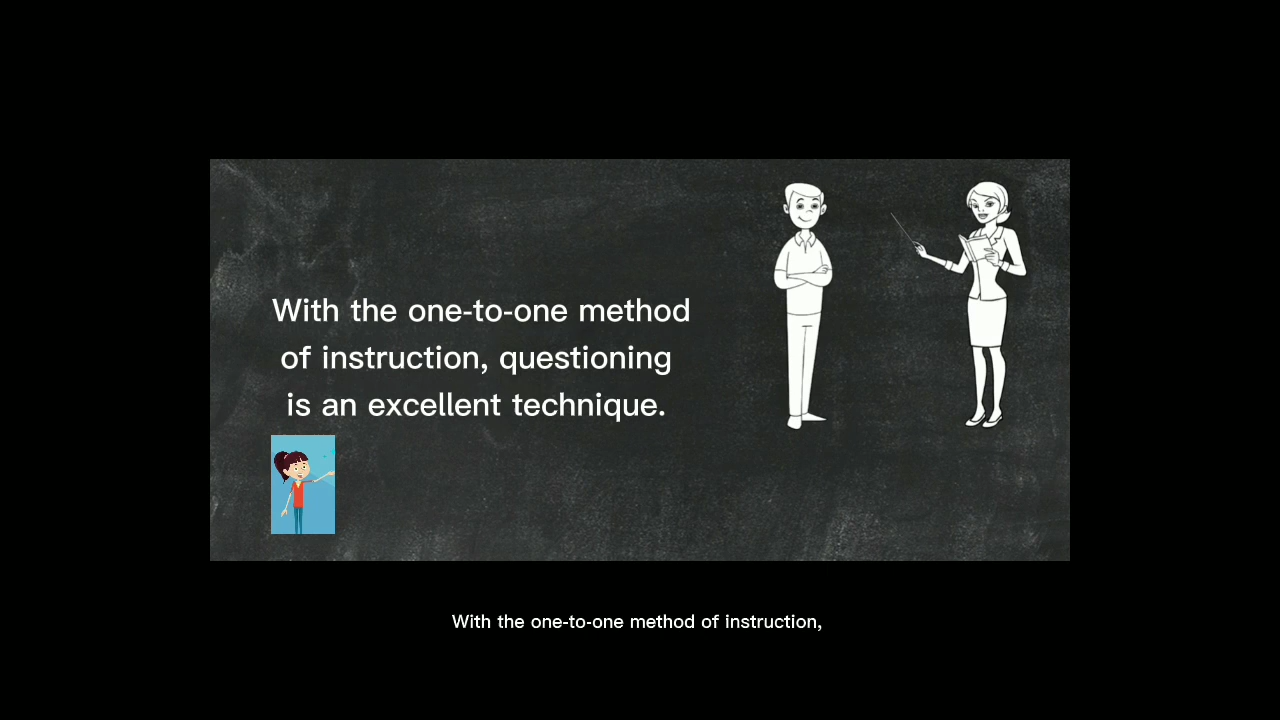 With the one-to-one method
of instruction, questioning
is an excellent technique.
With the one-to-one method of instruction,